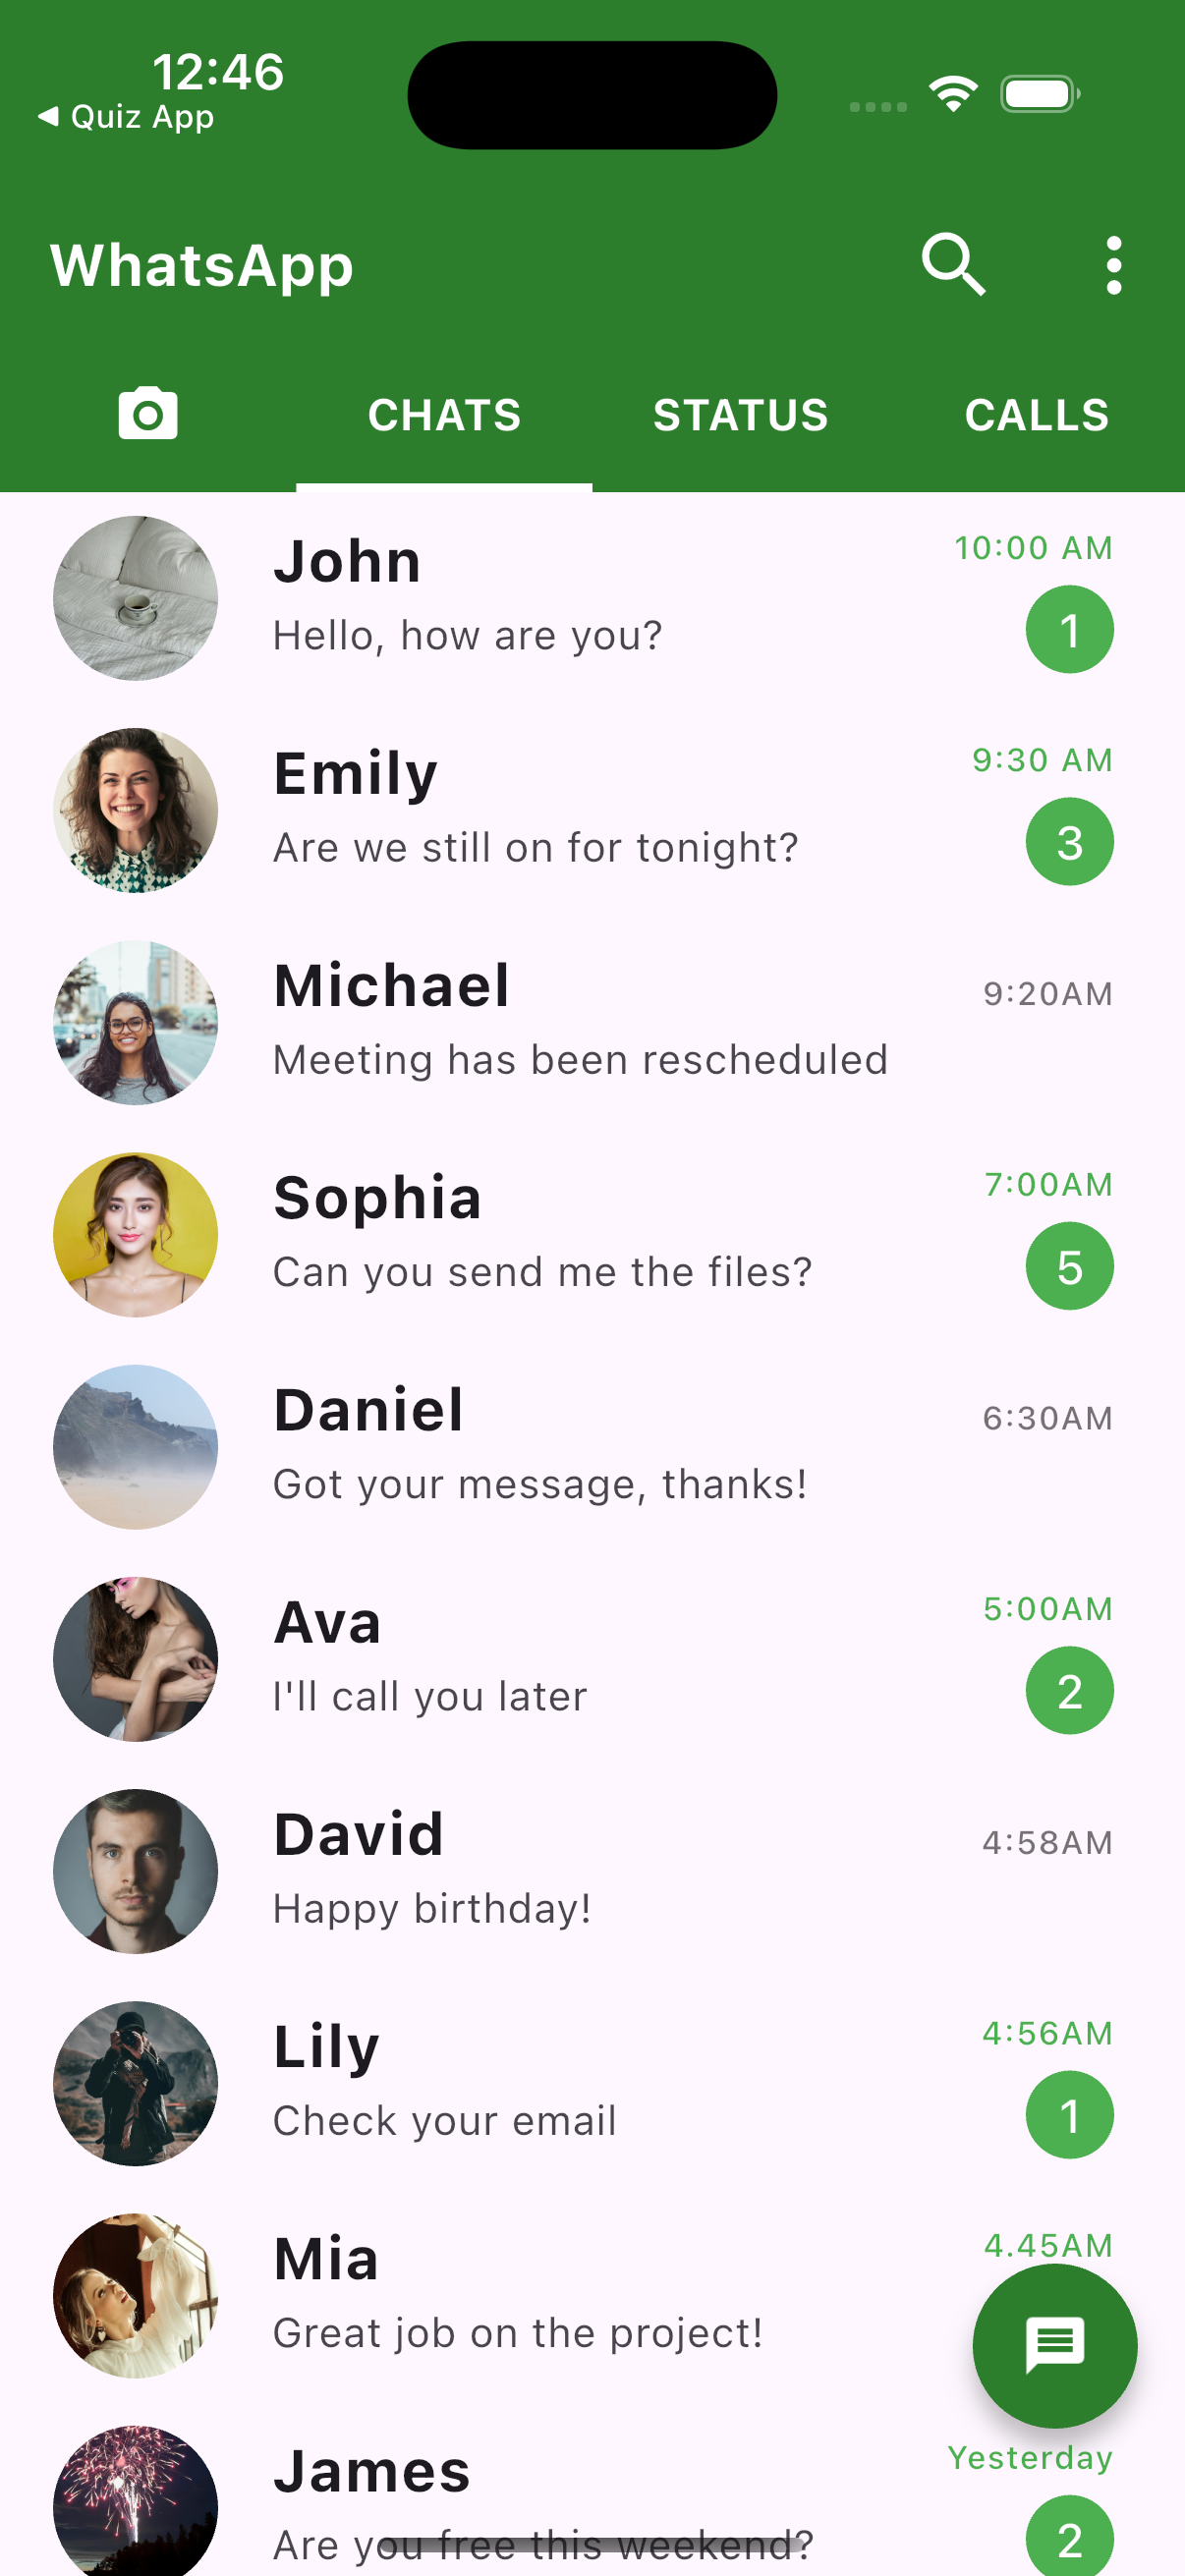 12:46
◀ Quiz App
WhatsApp
CHATS STATUS CALLS
John 10:00 AM
Hello, how are you? 1
Emily 9:30 AM
Are we still on for tonight? 3
Michael 9:20AM
Meeting has been rescheduled
Sophia 7:00AM
Can you send me the files? 5
Daniel 6:30AM
Got your message, thanks!
Ava 5:00AM
I'll call you later 2
David 4:58AM
Happy birthday!
Lily 4:56AM
Check your email 1
Mia 4.45AM
Great job on the project!
James Yesterday
Are you free this weekend? 2